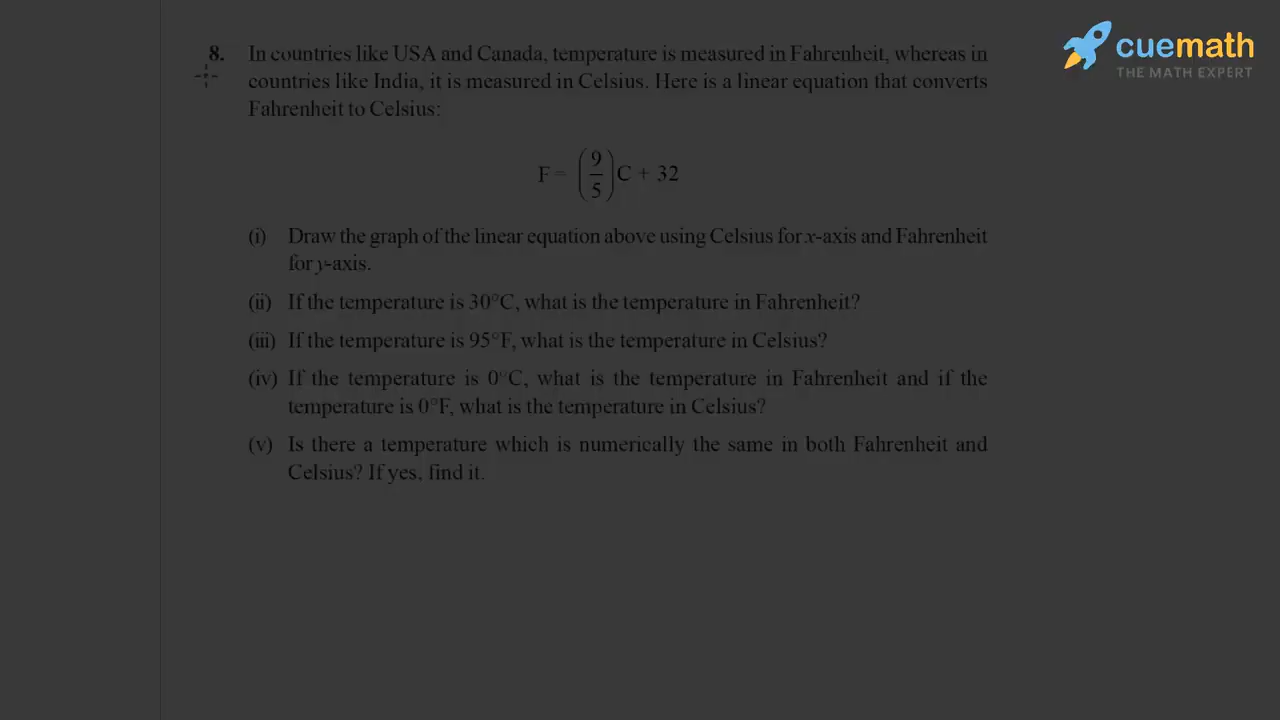 cuemath
THE MATH EXPERT
8. In countries like USA and Canada, temperature is measured in Fahrenheit, whereas in
countries like India, it is measured in Celsius. Here is a linear equation that converts
Fahrenheit to Celsius:
F = (9/5) C + 32
(i) Draw the graph of the linear equation above using Celsius for x-axis and Fahrenheit
for y-axis.
(ii) If the temperature is 30°C, what is the temperature in Fahrenheit?
(iii) If the temperature is 95°F, what is the temperature in Celsius?
(iv) If the temperature is 0°C, what is the temperature in Fahrenheit and if the
temperature is 0°F, what is the temperature in Celsius?
(v) Is there a temperature which is numerically the same in both Fahrenheit and
Celsius? If yes, find it.